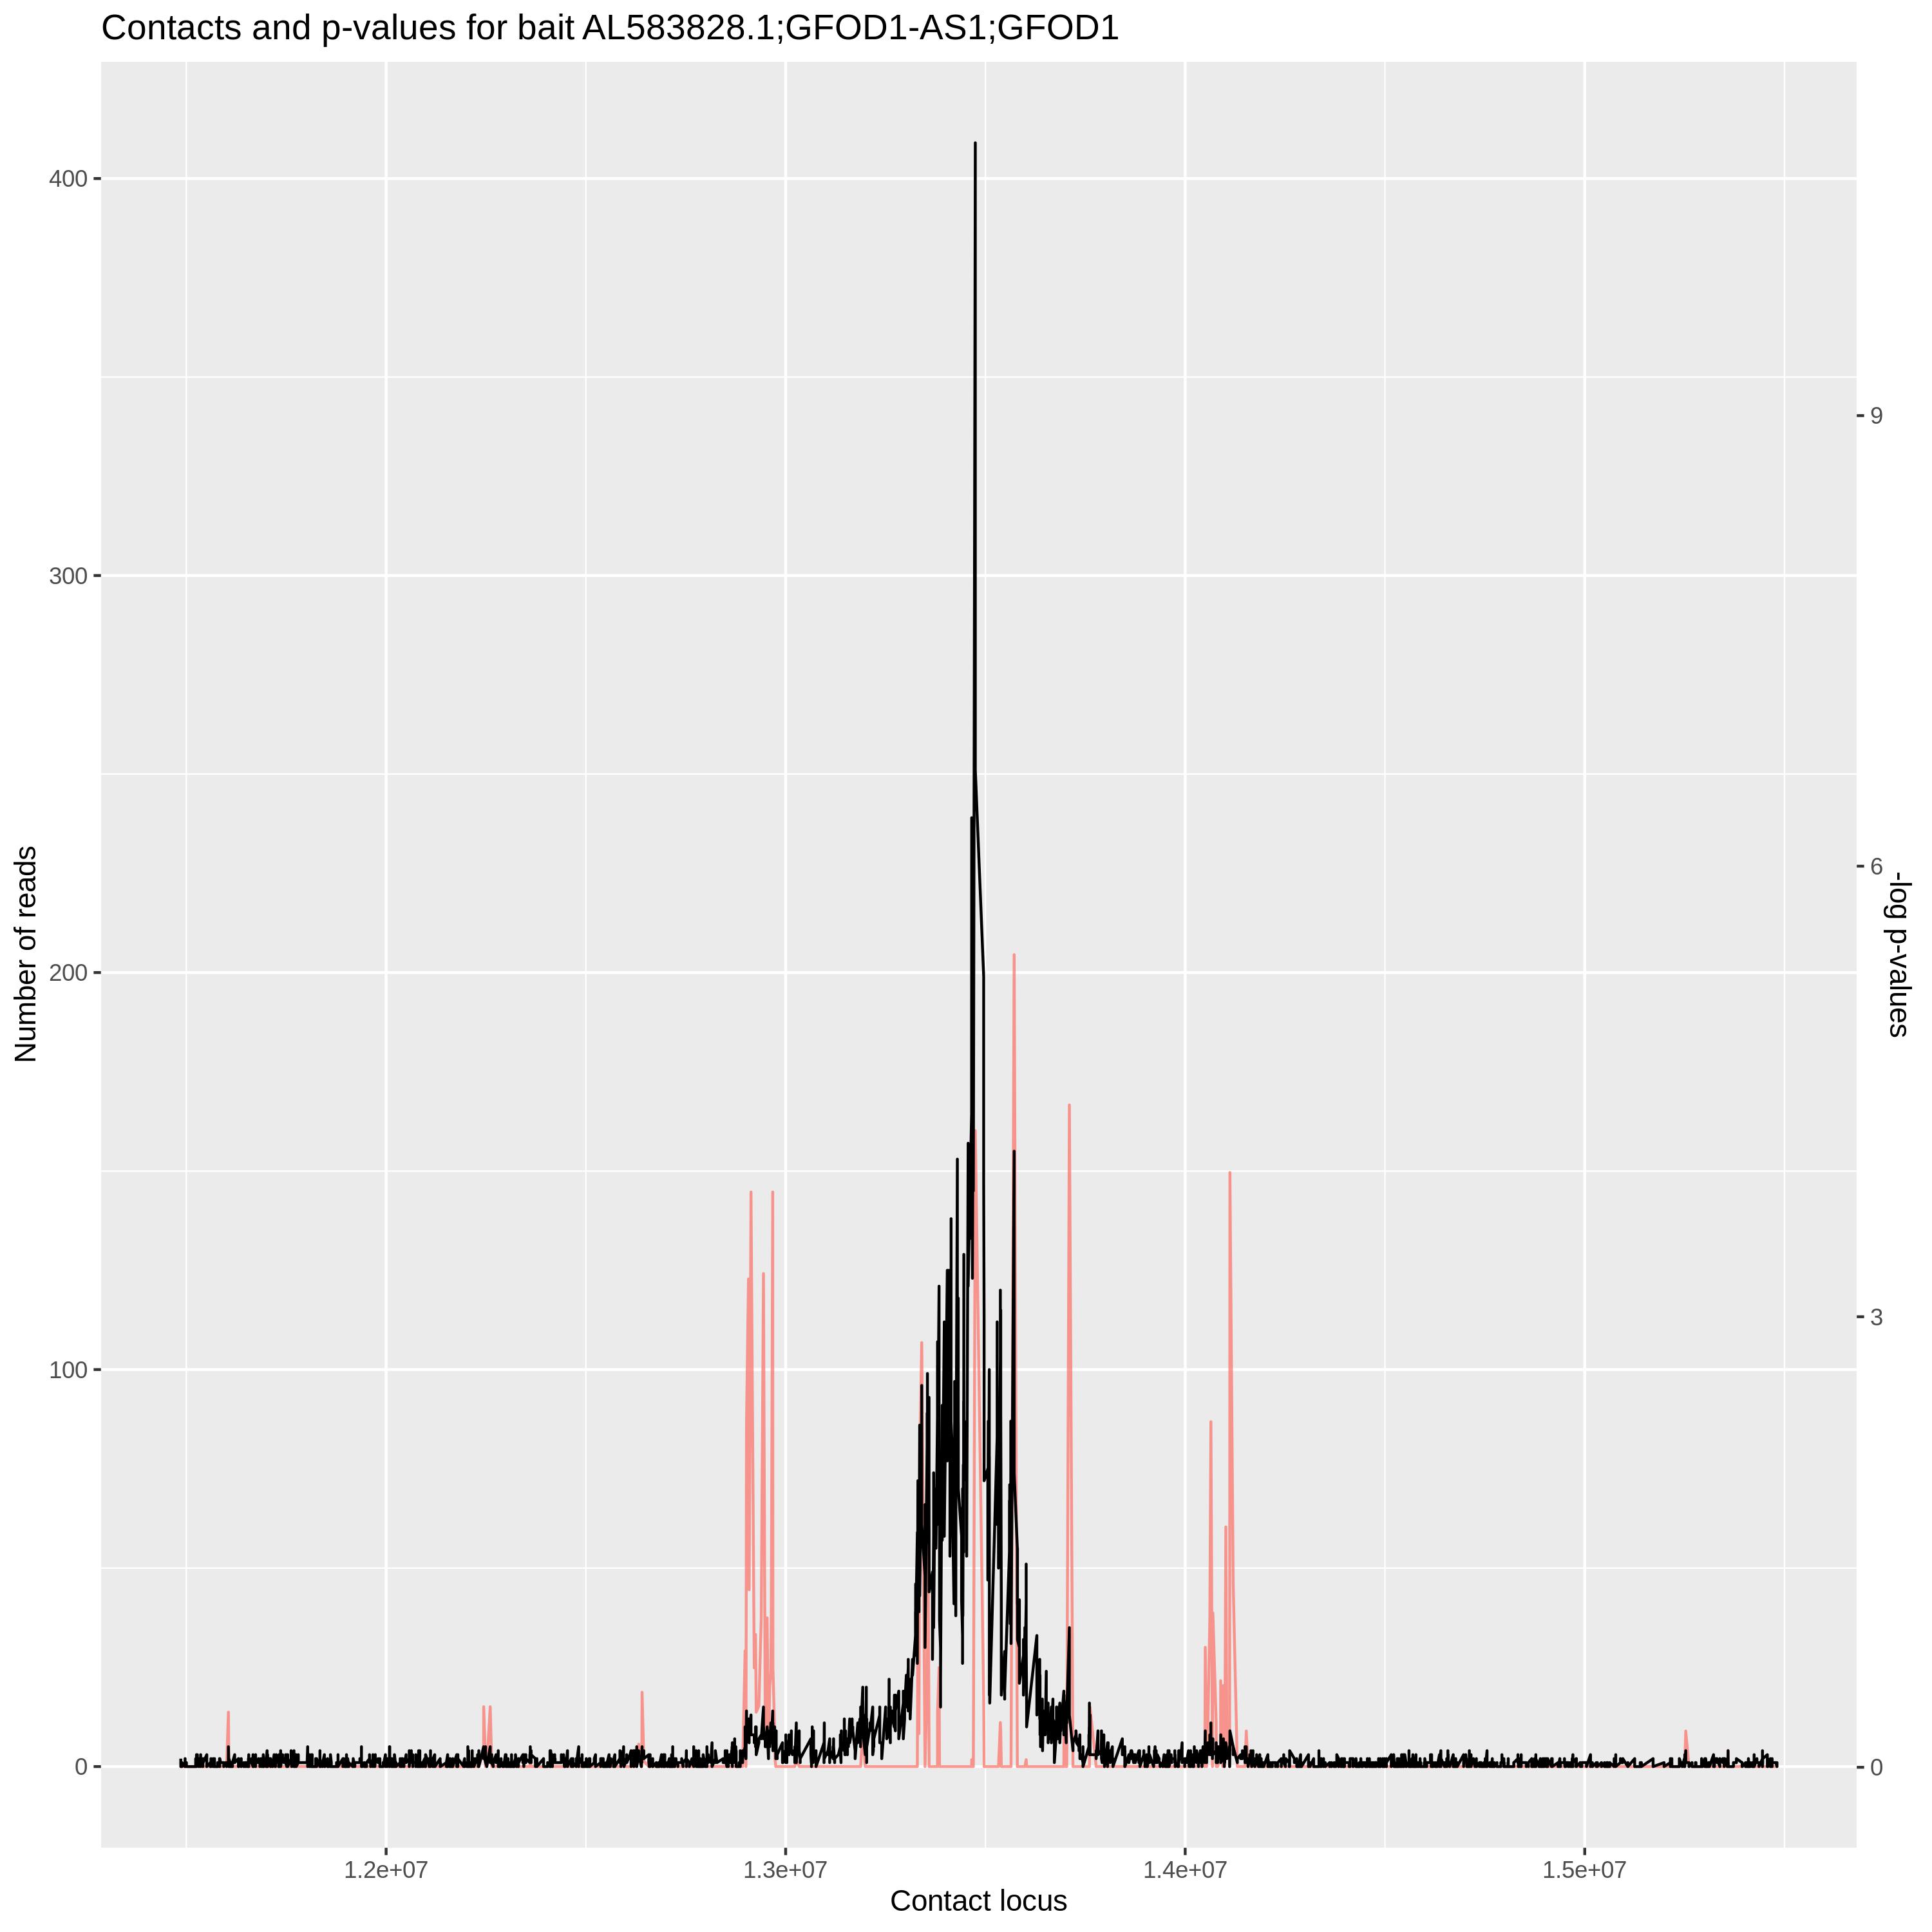 Contacts and p-values for bait AL583828.1;GFOD1-AS1;GFOD1
400
300
200
100
0
Number of reads
9
6
3
0
-log p-values
1.2e+07
1.3e+07
1.4e+07
1.5e+07
Contact locus